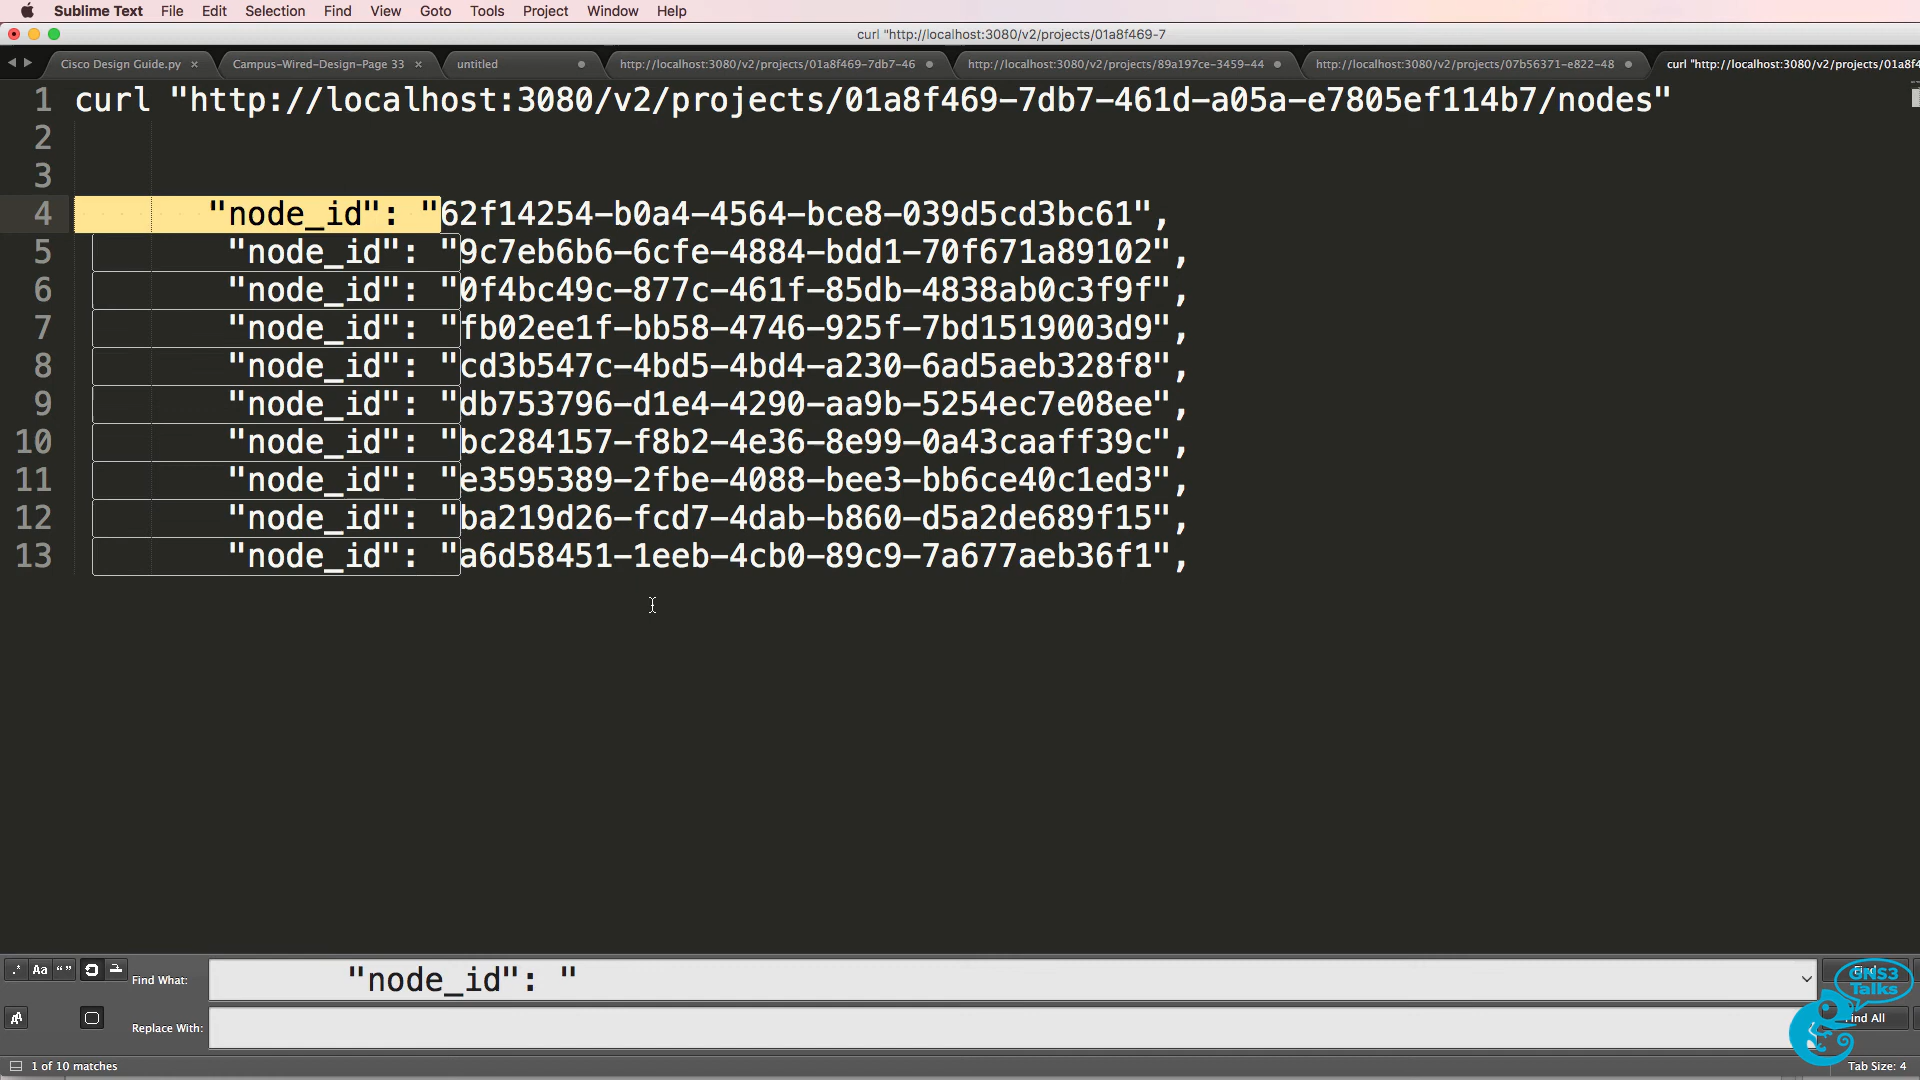 Sublime Text File Edit Selection Find View Goto Tools Project Window Help
curl "http://localhost:3080/v2/projects/01a8f469-7
Cisco Design Guide.py Campus-Wired-Design-Page 33 untitled http://localhost:3080/v2/projects/01a8f469-7db7-46 http://localhost:3080/v2/projects/89a197ce-3459-44 http://localhost:3080/v2/projects/07b56371-e822-48 curl "http://localhost:3080/v2/projects/01a8f4
1 curl "http://localhost:3080/v2/projects/01a8f469-7db7-461d-a05a-e7805ef114b7/nodes"
2
3
4 "node_id": "62f14254-b0a4-4564-bce8-039d5cd3bc61",
5 "node_id": "9c7eb6b6-6cfe-4884-bdd1-70f671a89102",
6 "node_id": "0f4bc49c-877c-461f-85db-4838ab0c3f9f",
7 "node_id": "fb02ee1f-bb58-4746-925f-7bd1519003d9",
8 "node_id": "cd3b547c-4bd5-4bd4-a230-6ad5aeb328f8",
9 "node_id": "db753796-d1e4-4290-aa9b-5254ec7e08ee",
10 "node_id": "bc284157-f8b2-4e36-8e99-0a43caaff39c",
11 "node_id": "e3595389-2fbe-4088-bee3-bb6ce40c1ed3",
12 "node_id": "ba219d26-fcd7-4dab-b860-d5a2de689f15",
13 "node_id": "a6d58451-1eeb-4cb0-89c9-7a677aeb36f1",
.* Aa “” Find What: "node_id": "
GNS3
Talks
Replace With: Find All
1 of 10 matches Tab Size: 4